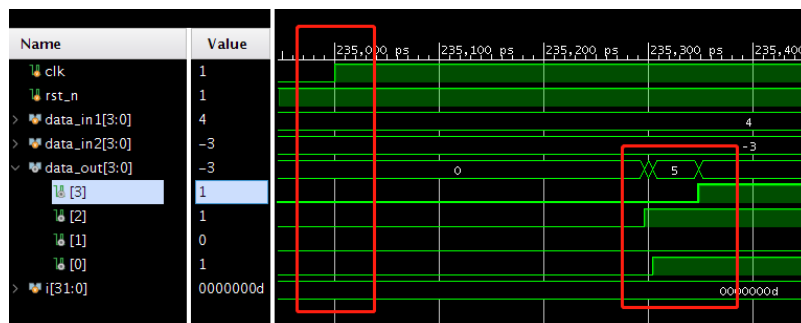 Name Value 235,000 ps 235,100 ps 235,200 ps 235,300 ps 235,400
clk 1
rst_n 1
data_in1[3:0] 4 4
data_in2[3:0] -3 -3
data_out[3:0] -3 0 5
[3] 1
[2] 1
[1] 0
[0] 1
i[31:0] 0000000d 0000000d